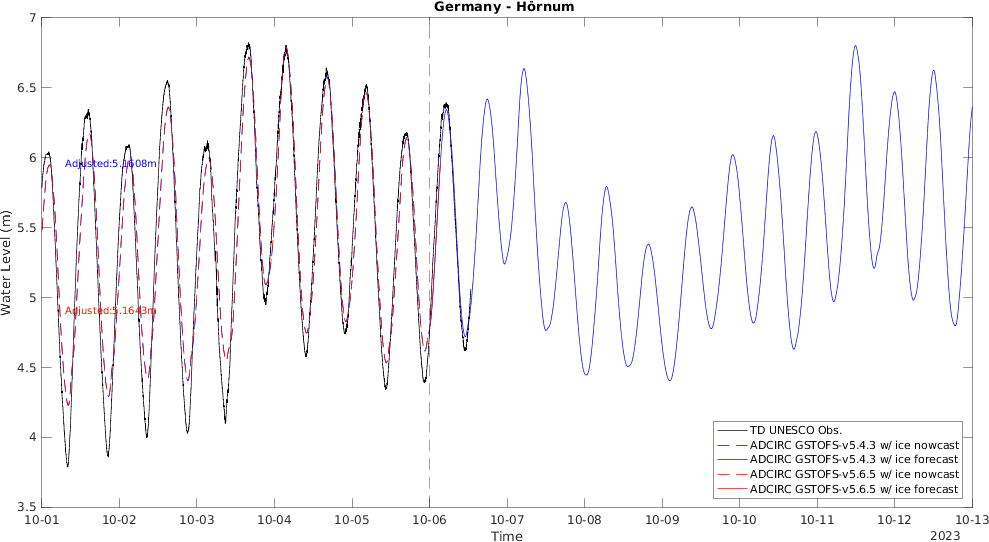 Germany - Hörnum
Water Level (m)
7
6.5
6
5.5
5
4.5
4
3.5
Adjusted:5.1608m
Adjusted:5.1643m
TD UNESCO Obs.
ADCIRC GSTOFS-v5.4.3 w/ ice nowcast
ADCIRC GSTOFS-v5.4.3 w/ ice forecast
ADCIRC GSTOFS-v5.6.5 w/ ice nowcast
ADCIRC GSTOFS-v5.6.5 w/ ice forecast
10-01 10-02 10-03 10-04 10-05 10-06 10-07 10-08 10-09 10-10 10-11 10-12 10-13
Time
2023